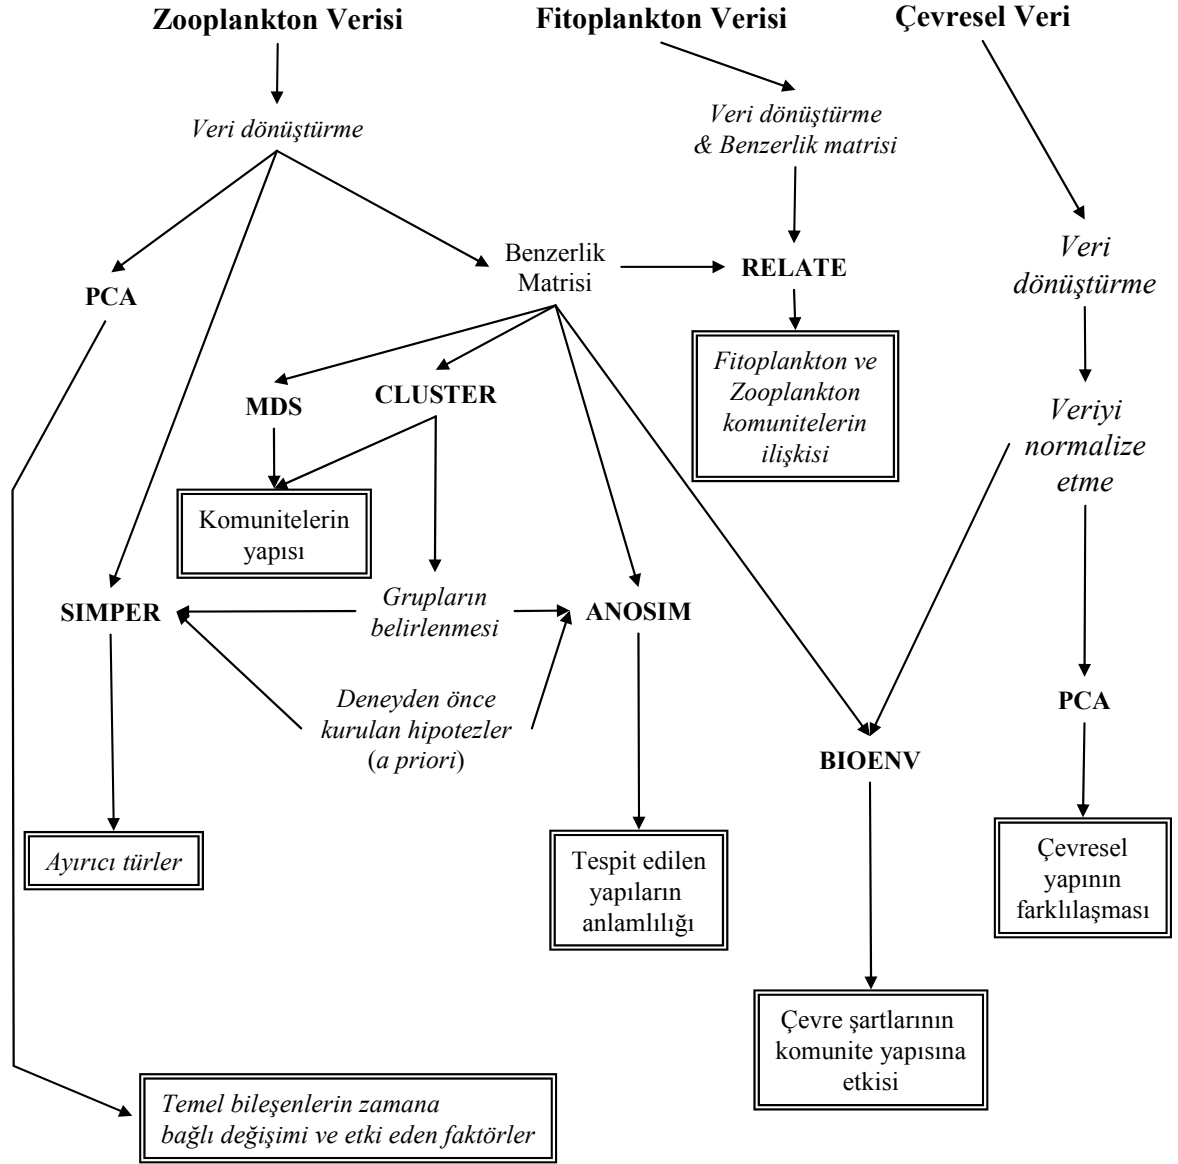 Zooplankton Verisi
Fitoplankton Verisi
Çevresel Veri
Veri dönüştürme
Veri dönüştürme
& Benzerlik matrisi
Benzerlik
Matrisi
RELATE
Veri
dönüştürme
PCA
Fitoplankton ve
Zooplankton
komunitelerin
ilişkisi
MDS
CLUSTER
Veriyi
normalize
etme
Komunitelerin
yapısı
SIMPER
Grupların
belirlenmesi
ANOSIM
Deneyden önce
kurulan hipotezler
(a priori)
PCA
BIOENV
Ayırıcı türler
Tespit edilen
yapıların
anlamlılığı
Çevresel
yapının
farklılaşması
Çevre şartlarının
komunite yapısına
etkisi
Temel bileşenlerin zamana
bağlı değişimi ve etki eden faktörler